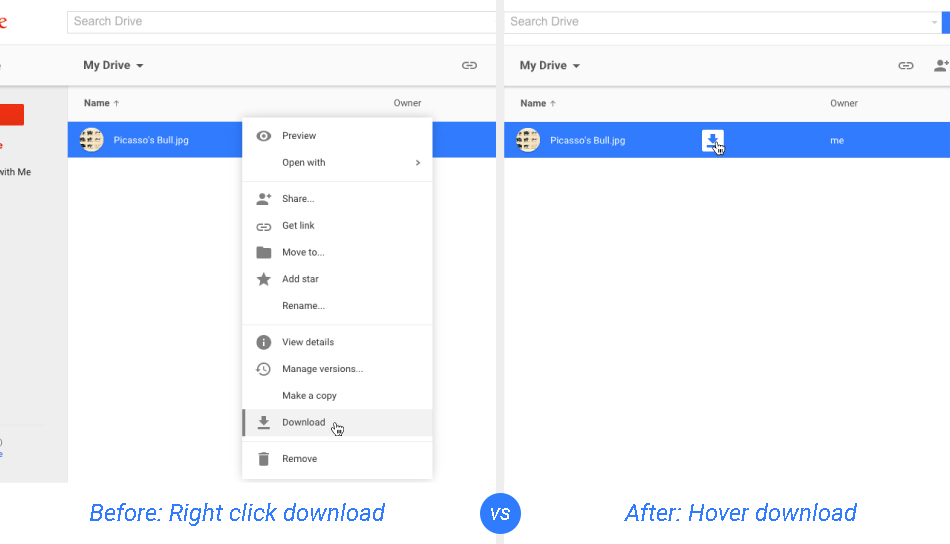 e
Search Drive
My Drive
Name ↑
Owner
Picasso's Bull.jpg
e
with Me
)
e
Preview
Open with
Share...
Get link
Move to...
Add star
Rename...
View details
Manage versions...
Make a copy
Download
Remove
Before: Right click download
vs
Search Drive
My Drive
Name ↑
Owner
Picasso's Bull.jpg
me
After: Hover download